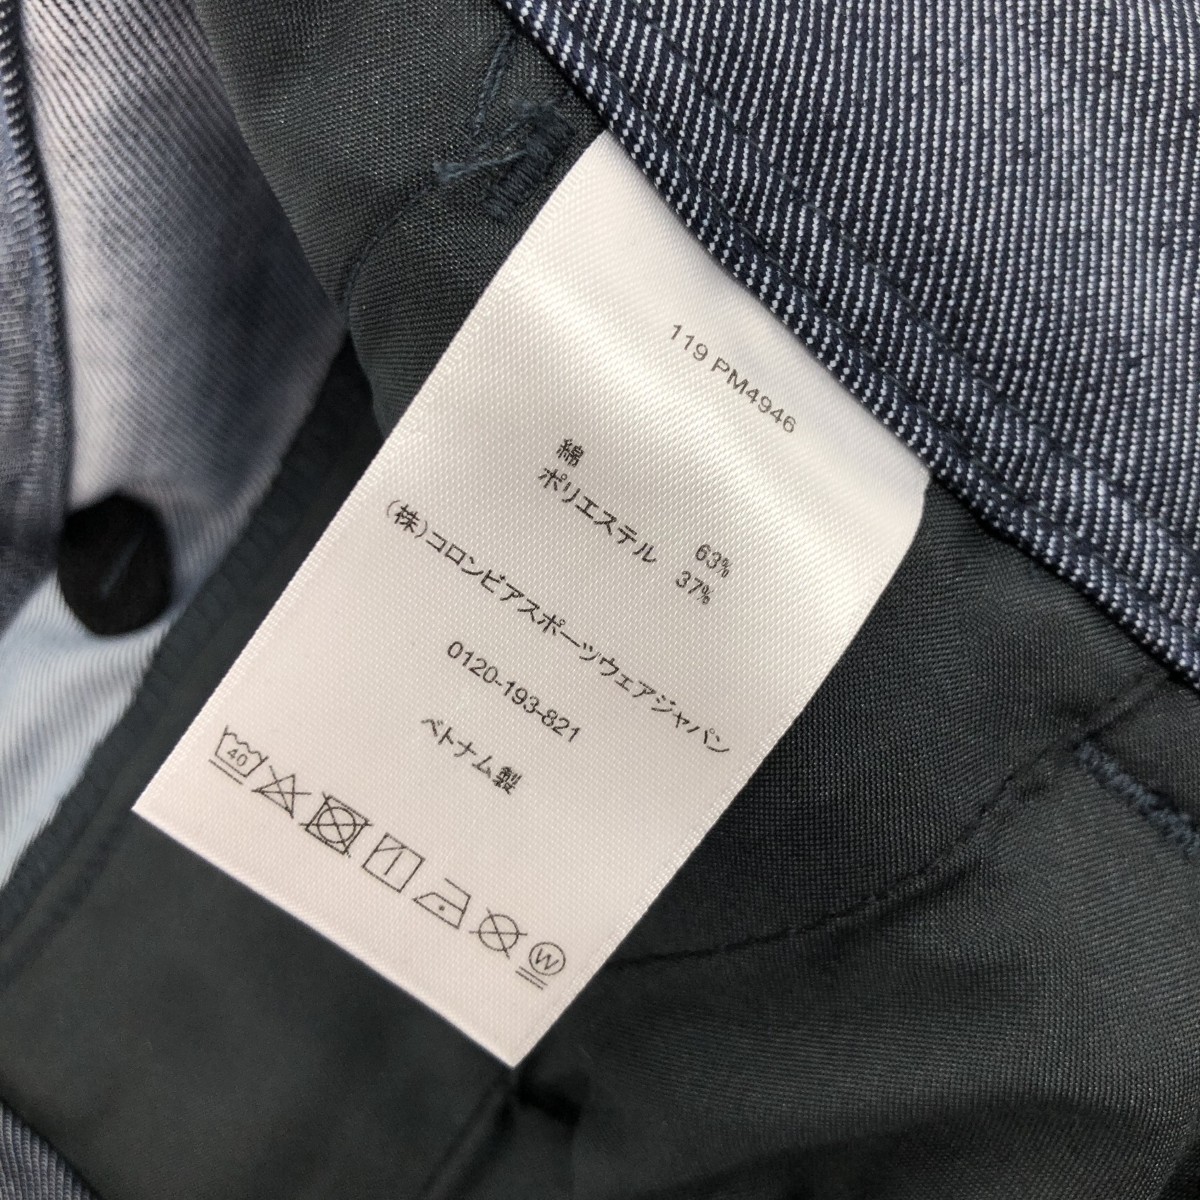 119 PM4946
綿 63%
ポリエステル 37%
(株)コロンビアスポーツウェアジャパン
0120-193-821
ベトナム製
40
W